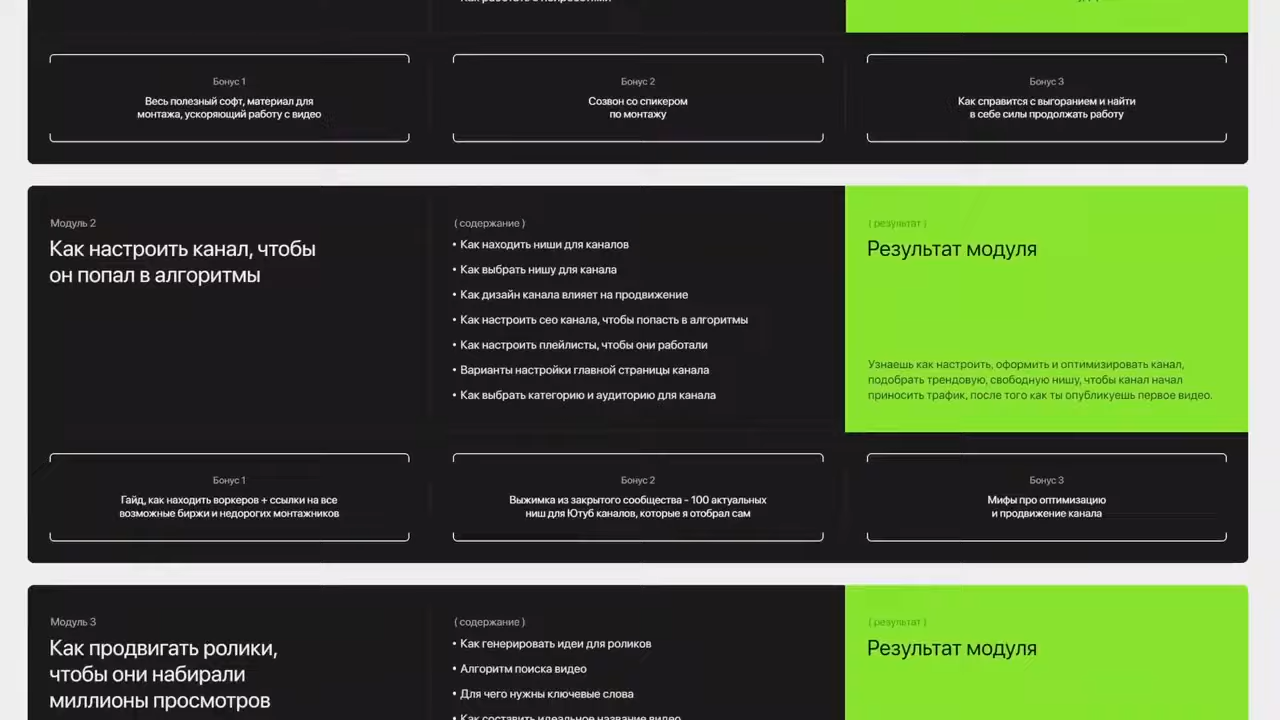 Бонус 1
Весь полезный софт, материал для
монтажа, ускоряющий работу с видео
Бонус 2
Созвон со спикером
по монтажу
Бонус 3
Как справится с выгоранием и найти
в себе силы продолжать работу
Модуль 2
Как настроить канал, чтобы
он попал в алгоритмы
( содержание )
• Как находить ниши для каналов
• Как выбрать нишу для канала
• Как дизайн канала влияет на продвижение
• Как настроить сео канала, чтобы попасть в алгоритмы
• Как настроить плейлисты, чтобы они работали
• Варианты настройки главной страницы канала
• Как выбрать категорию и аудиторию для канала
( результат )
Результат модуля
Узнаешь как настроить, оформить и оптимизировать канал,
подобрать трендовую, свободную нишу, чтобы канал начал
приносить трафик, после того как ты опубликуешь первое видео.
Бонус 1
Гайд, как находить воркеров + ссылки на все
возможные биржи и недорогих монтажников
Бонус 2
Выжимка из закрытого сообщества - 100 актуальных
ниш для Ютуб каналов, которые я отобрал сам
Бонус 3
Мифы про оптимизацию
и продвижение канала
Модуль 3
Как продвигать ролики,
чтобы они набирали
миллионы просмотров
( содержание )
• Как генерировать идеи для роликов
• Алгоритм поиска видео
• Для чего нужны ключевые слова
• Как составить идеальное название видео
( результат )
Результат модуля